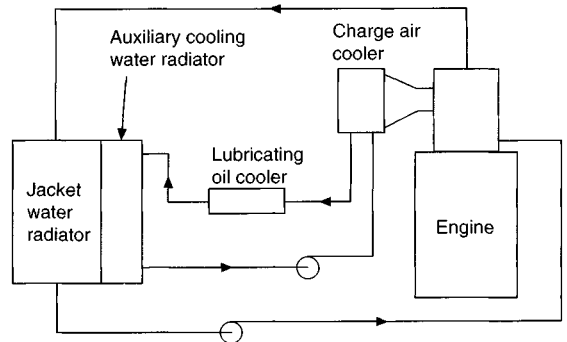 Auxiliary cooling
water radiator
Charge air
cooler
Lubricating
oil cooler
Jacket
water
radiator
Engine